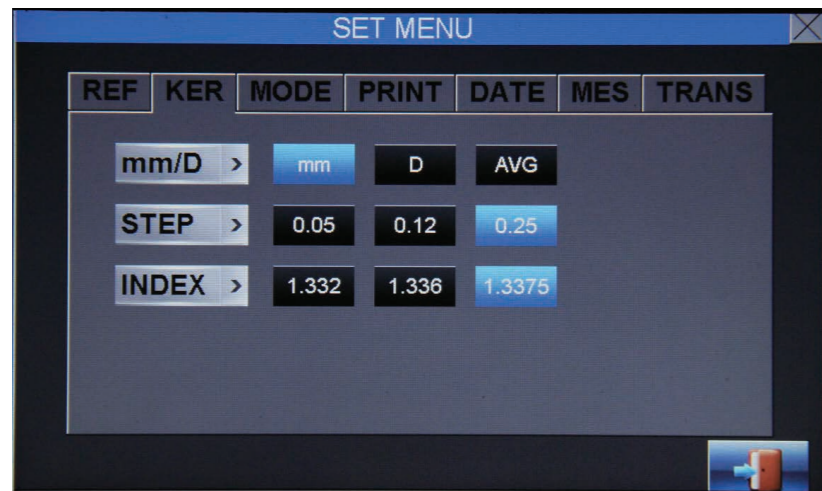 SET MENU
REF KER MODE PRINT DATE MES TRANS
mm/D > mm D AVG
STEP > 0.05 0.12 0.25
INDEX > 1.332 1.336 1.3375